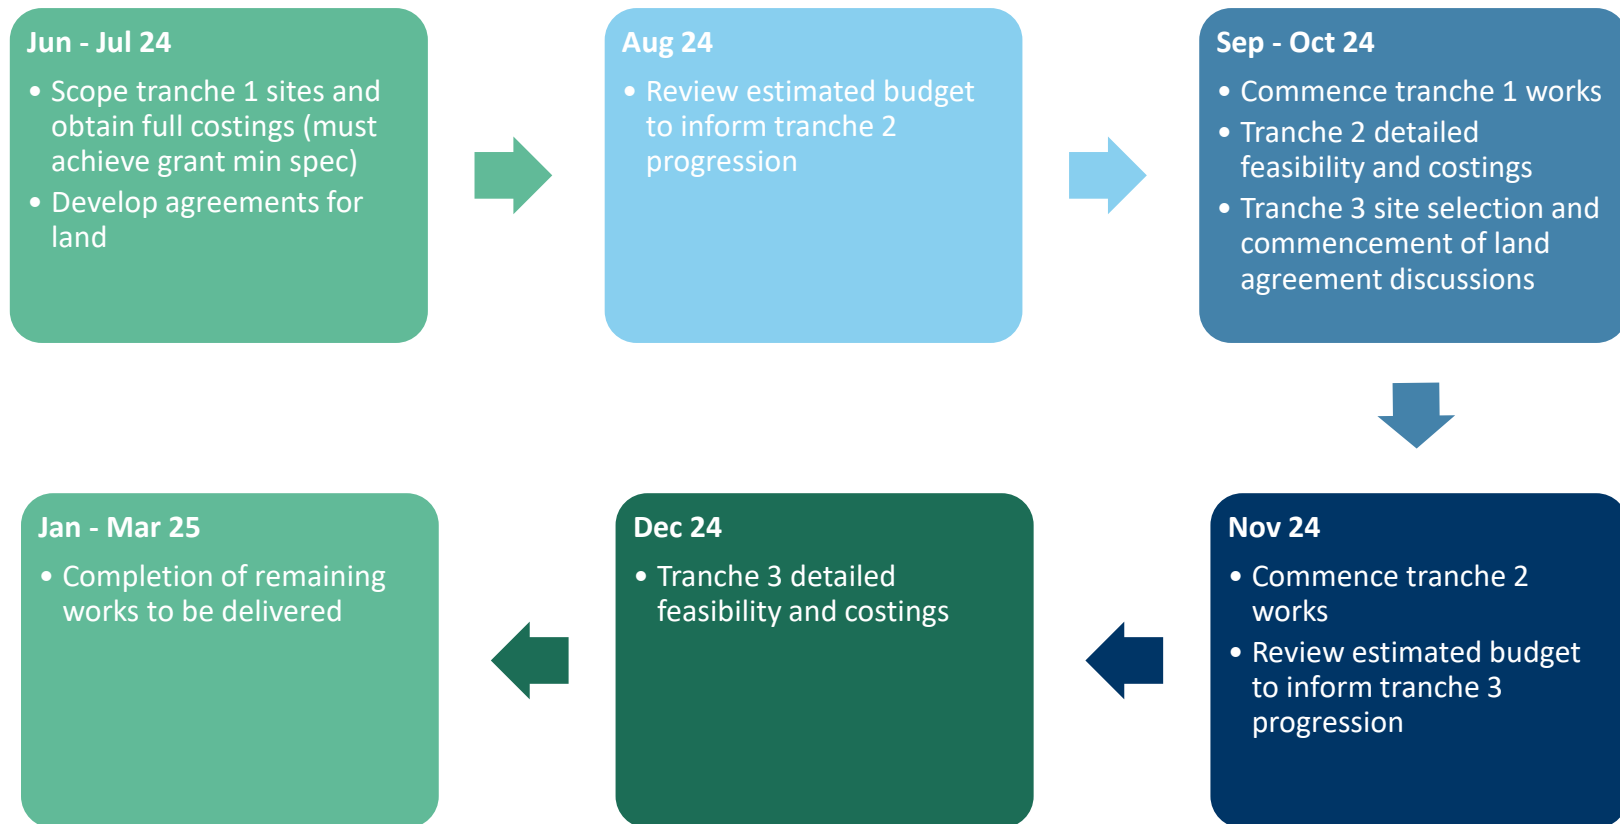 Jun - Jul 24
• Scope tranche 1 sites and
obtain full costings (must
achieve grant min spec)
• Develop agreements for
land
Aug 24
• Review estimated budget
to inform tranche 2
progression
Sep - Oct 24
• Commence tranche 1 works
• Tranche 2 detailed
feasibility and costings
• Tranche 3 site selection and
commencement of land
agreement discussions
Nov 24
• Commence tranche 2
works
• Review estimated budget
to inform tranche 3
progression
Dec 24
• Tranche 3 detailed
feasibility and costings
Jan - Mar 25
• Completion of remaining
works to be delivered